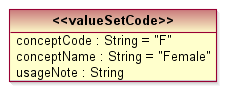 <<valueSetCode>>
conceptCode : String = "F"
conceptName : String = "Female"
usageNote : String